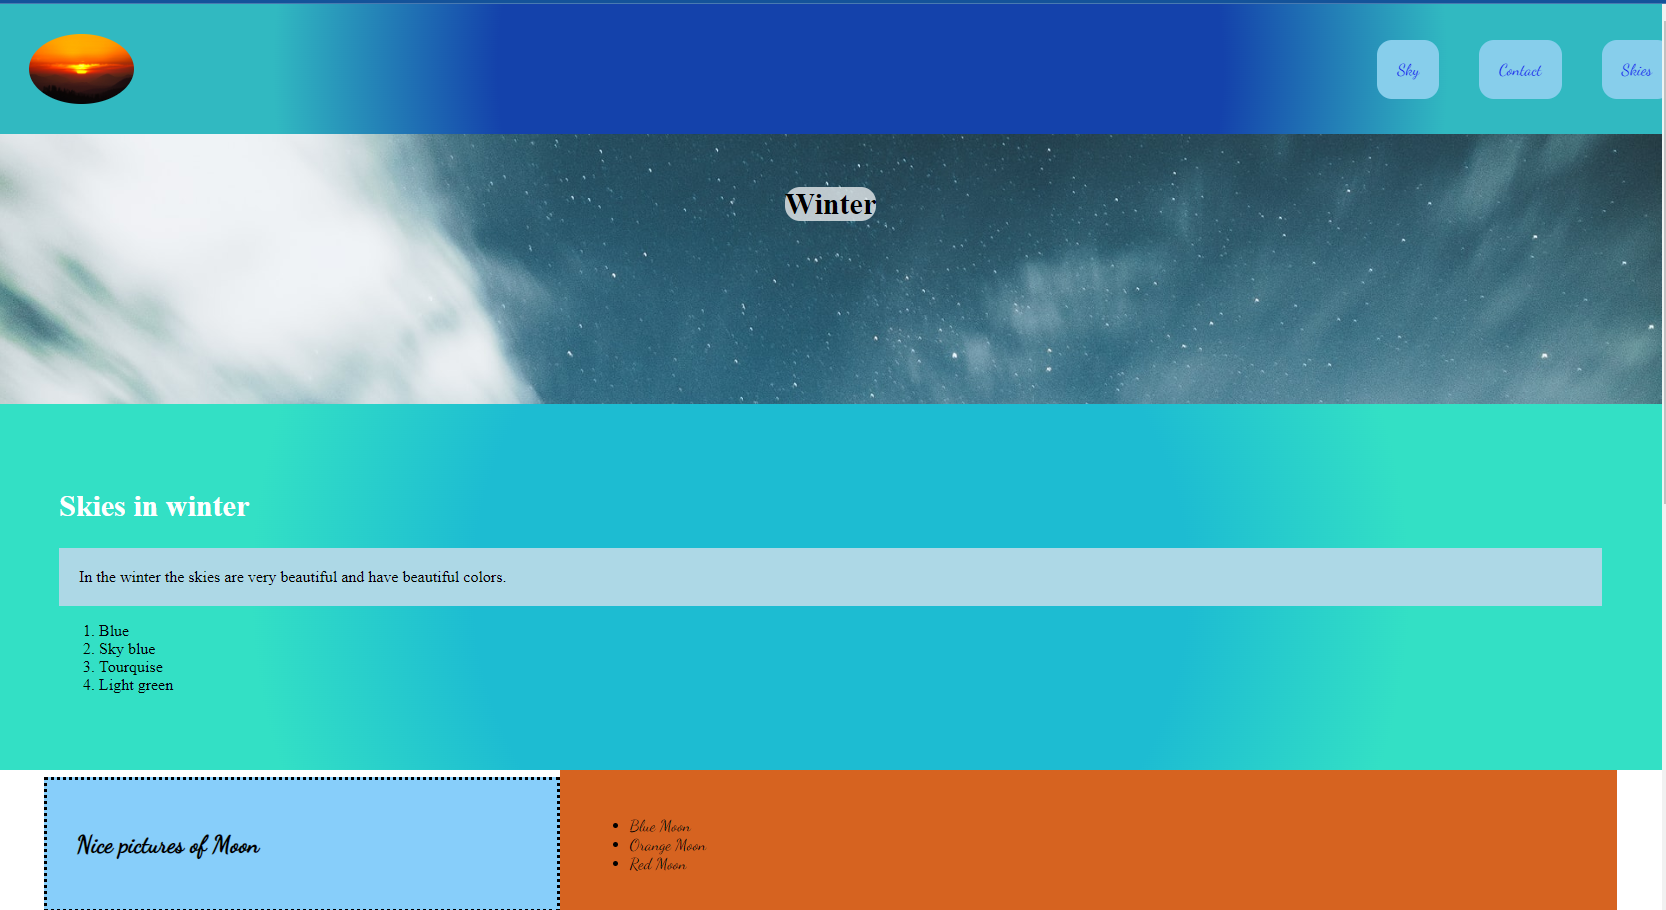 Sky
Contact
Skies
Winter
Skies in winter
In the winter the skies are very beautiful and have beautiful colors.
1. Blue
2. Sky blue
3. Tourquise
4. Light green
Nice pictures of Moon
• Blue Moon
• Orange Moon
• Red Moon